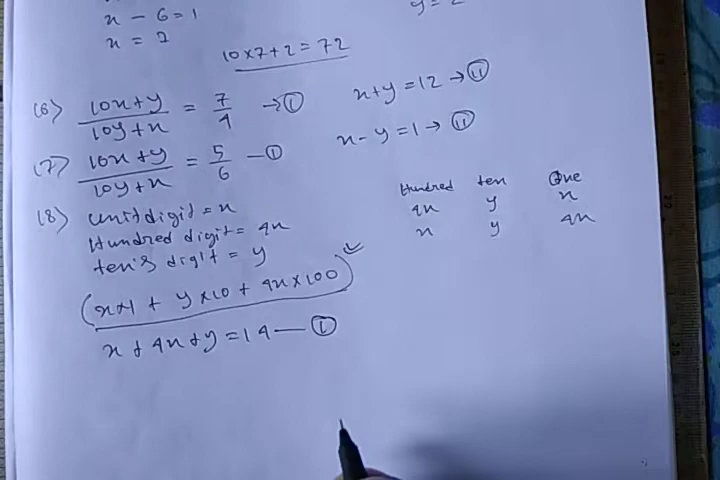 x - 6 = 1
x = 7
y = 2
10×7+2 = 72
(6) 10x+y / 10y+x = 7/4 → ①
x+y = 12 → ⑪
(7) 10x+y / 10y+x = 5/6 — ①
x - y = 1 → ⑪
(8) unit digit = x
Hundred digit = 4x
ten's digit = y
Hundred ten One
4x y x
x y 4x
(x×1 + y×10 + 4x×100)
x + 4x + y = 14 — ①